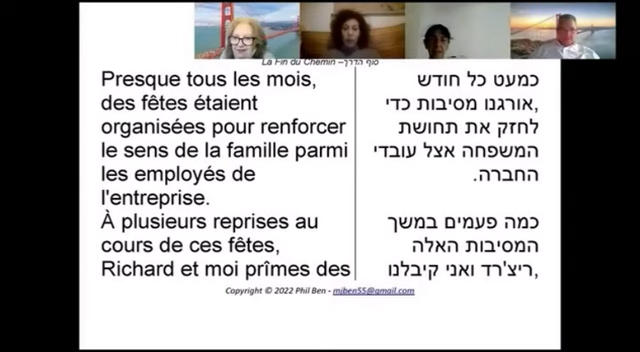 La Fin du Chemin – סוף הדרך
Presque tous les mois,
des fêtes étaient
organisées pour renforcer
le sens de la famille parmi
les employés de
l'entreprise.
À plusieurs reprises au
cours de ces fêtes,
Richard et moi prîmes des
כמעט כל חודש
אורגנו מסיבות כדי,
לחזק את תחושת
המשפחה אצל עובדי
החברה.
כמה פעמים במשך
המסיבות האלה
ריצ'רד ואני קיבלנו,
Copyright © 2022 Phil Ben - mjben55@gmail.com